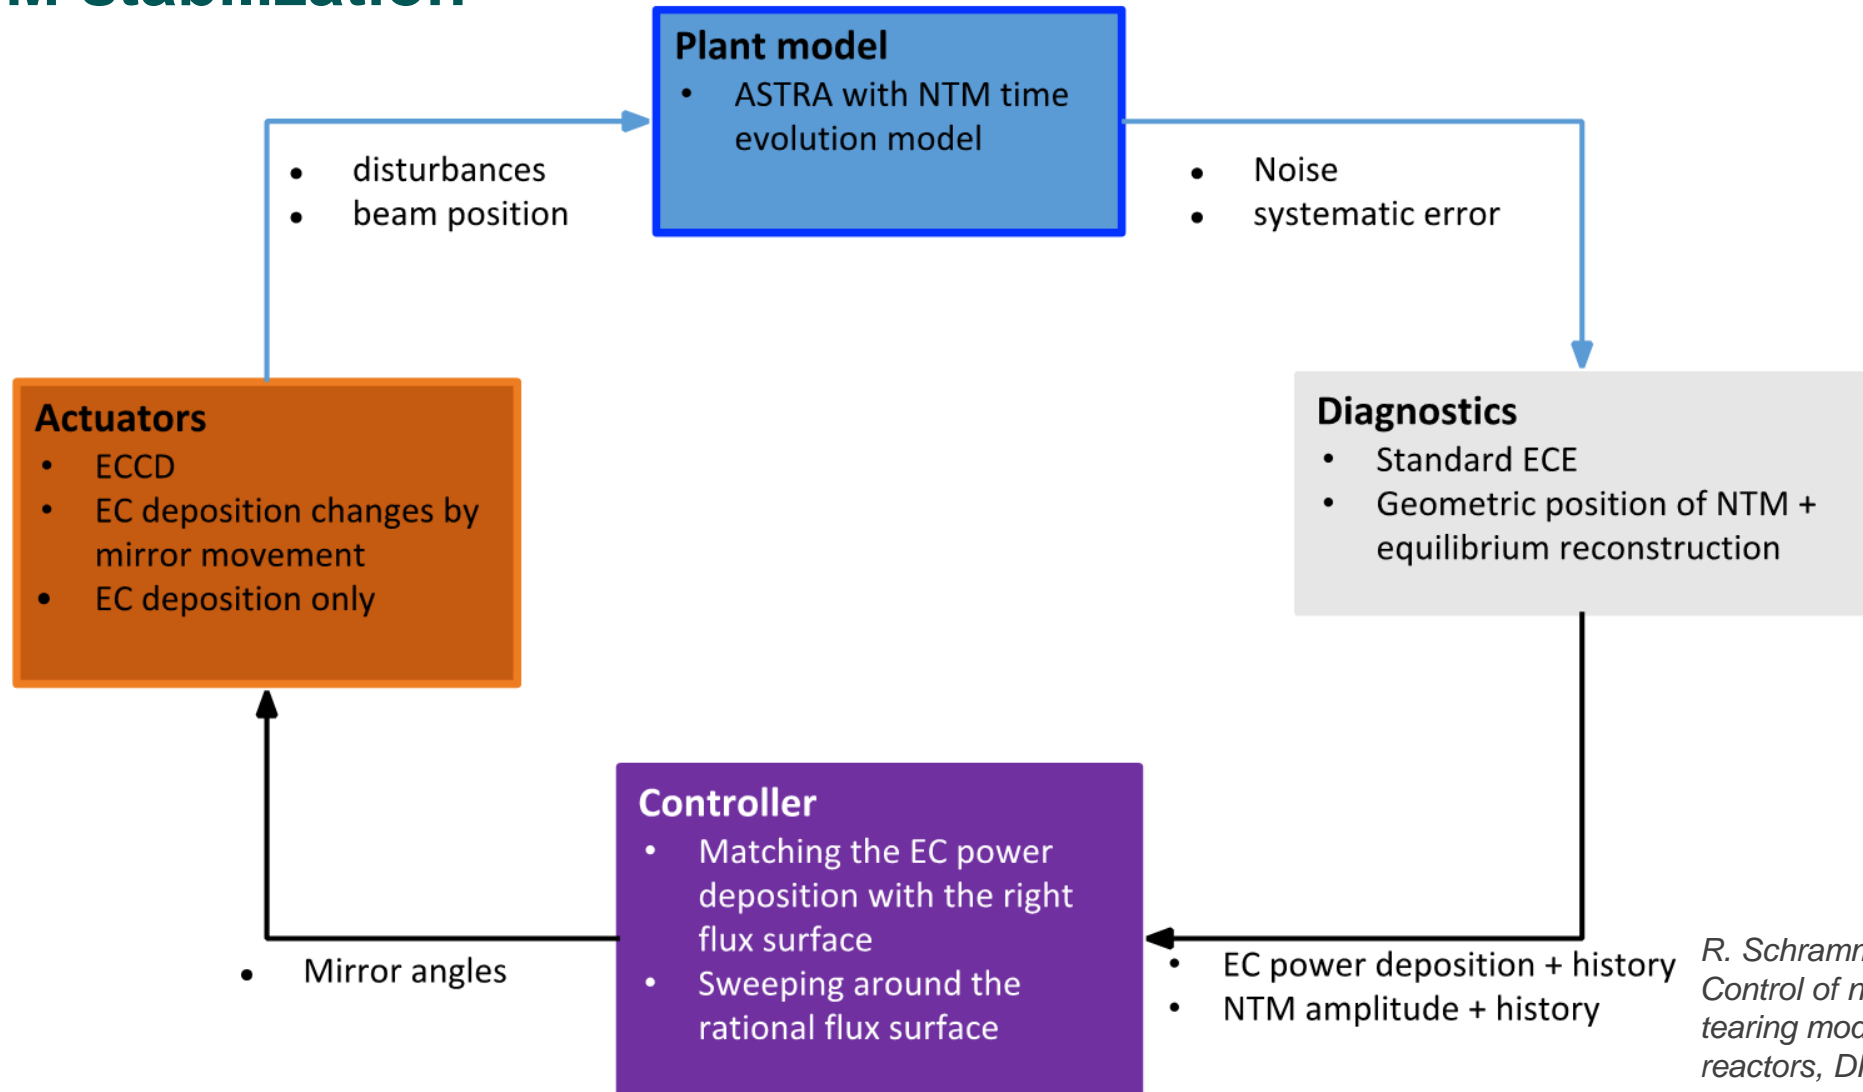 M stabilization
Plant model
• ASTRA with NTM time
evolution model
• disturbances
• beam position
• Noise
• systematic error
Actuators
• ECCD
• EC deposition changes by
mirror movement
• EC deposition only
Diagnostics
• Standard ECE
• Geometric position of NTM +
equilibrium reconstruction
Controller
• Matching the EC power
deposition with the right
flux surface
• Sweeping around the
rational flux surface
• Mirror angles
• EC power deposition + history
• NTM amplitude + history
R. Schramm
Control of n
tearing mod
reactors, D